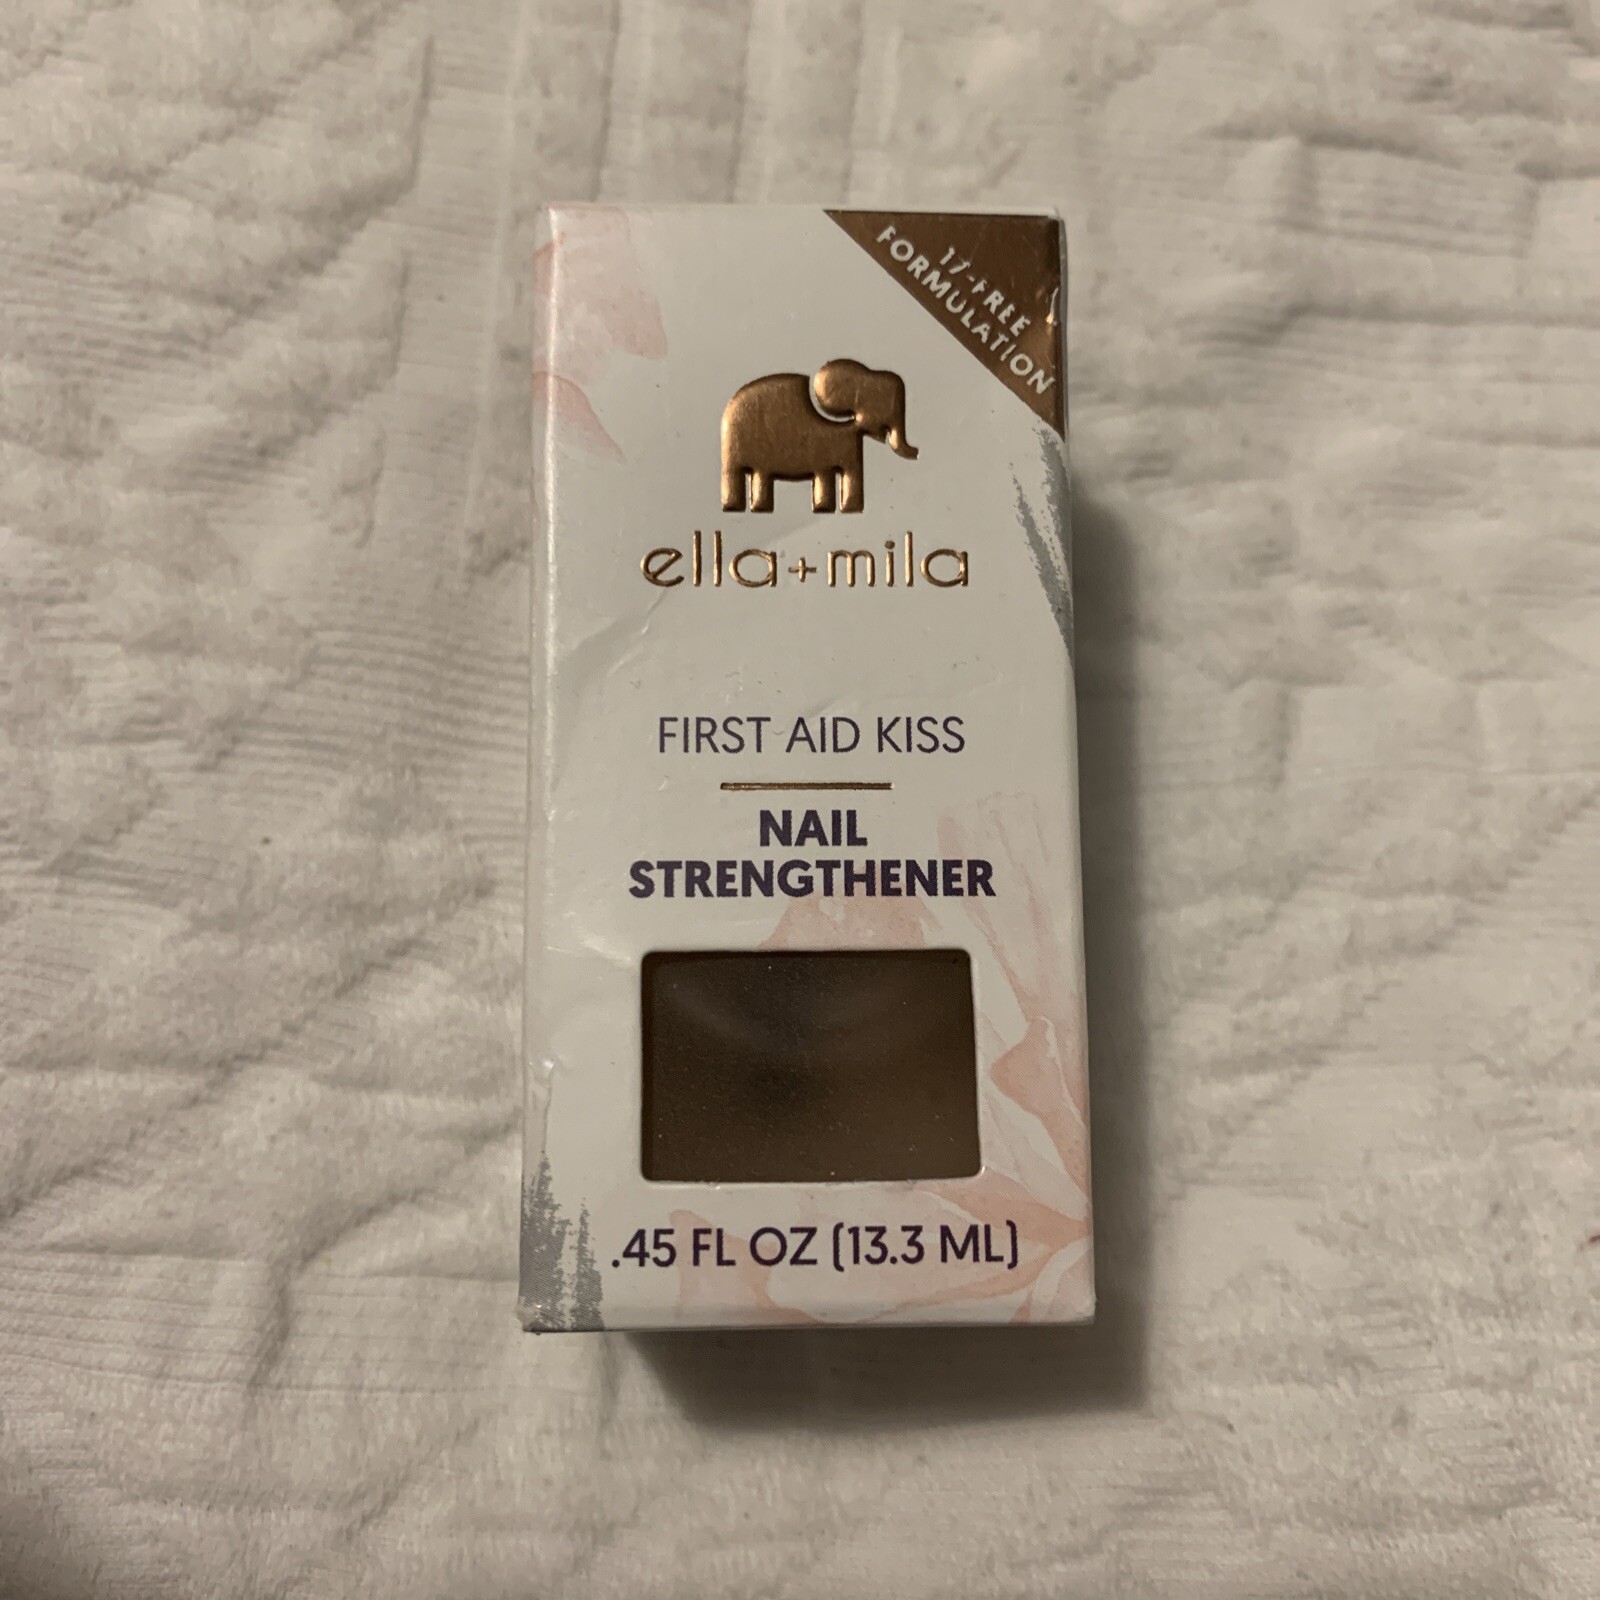 17-FREE
FORMULATION
ella+mila
FIRST AID KISS
NAIL
STRENGTHENER
.45 FL OZ (13.3 ML)